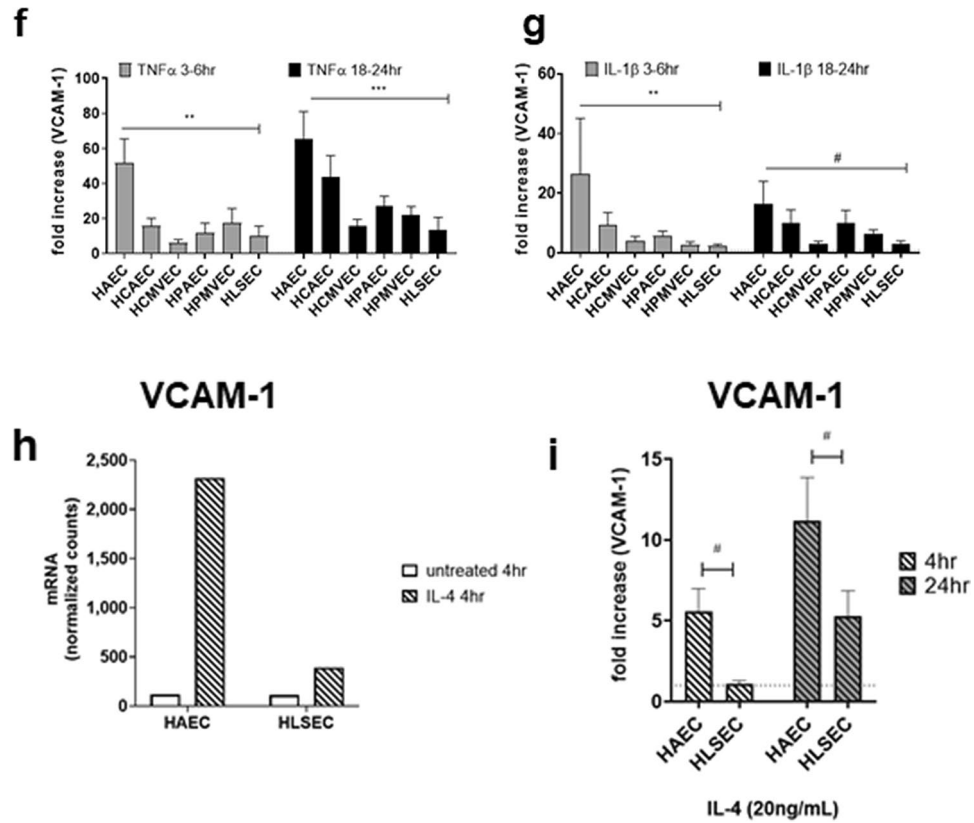 f
TNFα 3-6hr
TNFα 18-24hr
fold increase (VCAM-1)
100
80
60
40
20
0
**
***
HAEC
HCAEC
HCMVEC
HPAEC
HPMVEC
HLSEC
HAEC
HCAEC
HCMVEC
HPAEC
HPMVEC
HLSEC
g
IL-1β 3-6hr
IL-1β 18-24hr
fold increase (VCAM-1)
60
40
20
0
**
#
HAEC
HCAEC
HCMVEC
HPAEC
HPMVEC
HLSEC
HAEC
HCAEC
HCMVEC
HPAEC
HPMVEC
HLSEC
h
VCAM-1
mRNA
(normalized counts)
2,500
2,000
1,500
1,000
500
0
HAEC
HLSEC
untreated 4hr
IL-4 4hr
i
VCAM-1
fold increase (VCAM-1)
15
10
5
0
#
#
HAEC
HLSEC
HAEC
HLSEC
4hr
24hr
IL-4 (20ng/mL)